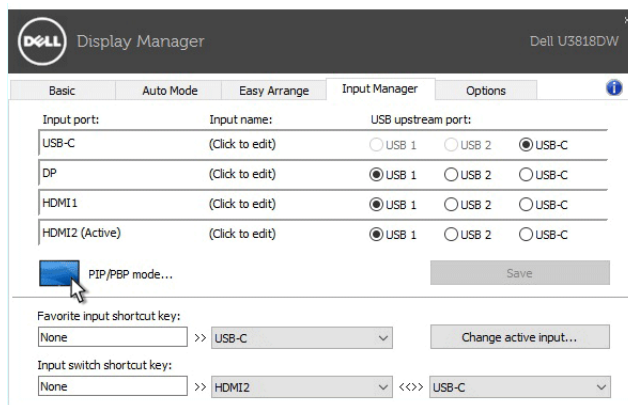 DELL Display Manager Dell U3818DW
Basic Auto Mode Easy Arrange Input Manager Options
Input port: Input name: USB upstream port:
USB-C (Click to edit) USB 1 USB 2 USB-C
DP (Click to edit) USB 1 USB 2 USB-C
HDMI1 (Click to edit) USB 1 USB 2 USB-C
HDMI2 (Active) (Click to edit) USB 1 USB 2 USB-C
PIP/PBP mode... Save
Favorite input shortcut key:
None >> USB-C Change active input...
Input switch shortcut key:
None >> HDMI2 <<>> USB-C